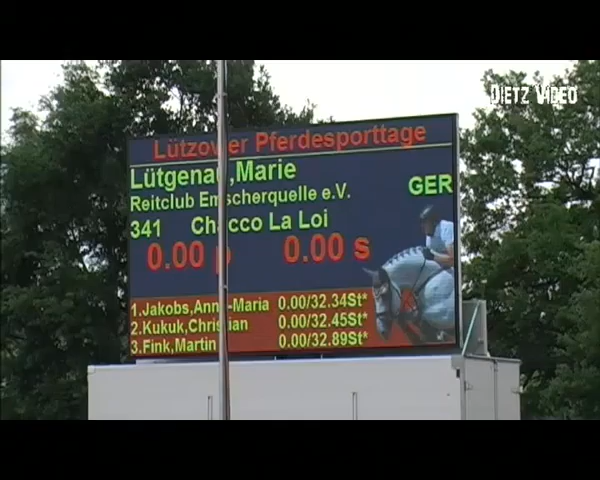 DIETZ VIDEO
Lützower Pferdesporttage
Lütgenau,Marie
Reitclub Emscherquelle e.V.
GER
341 Chacco La Loi
0.00 p 0.00 s
1.Jakobs,Anna-Maria 0.00/32.34St*
2.Kukuk,Christian 0.00/32.45St*
3.Fink,Martin 0.00/32.89St*